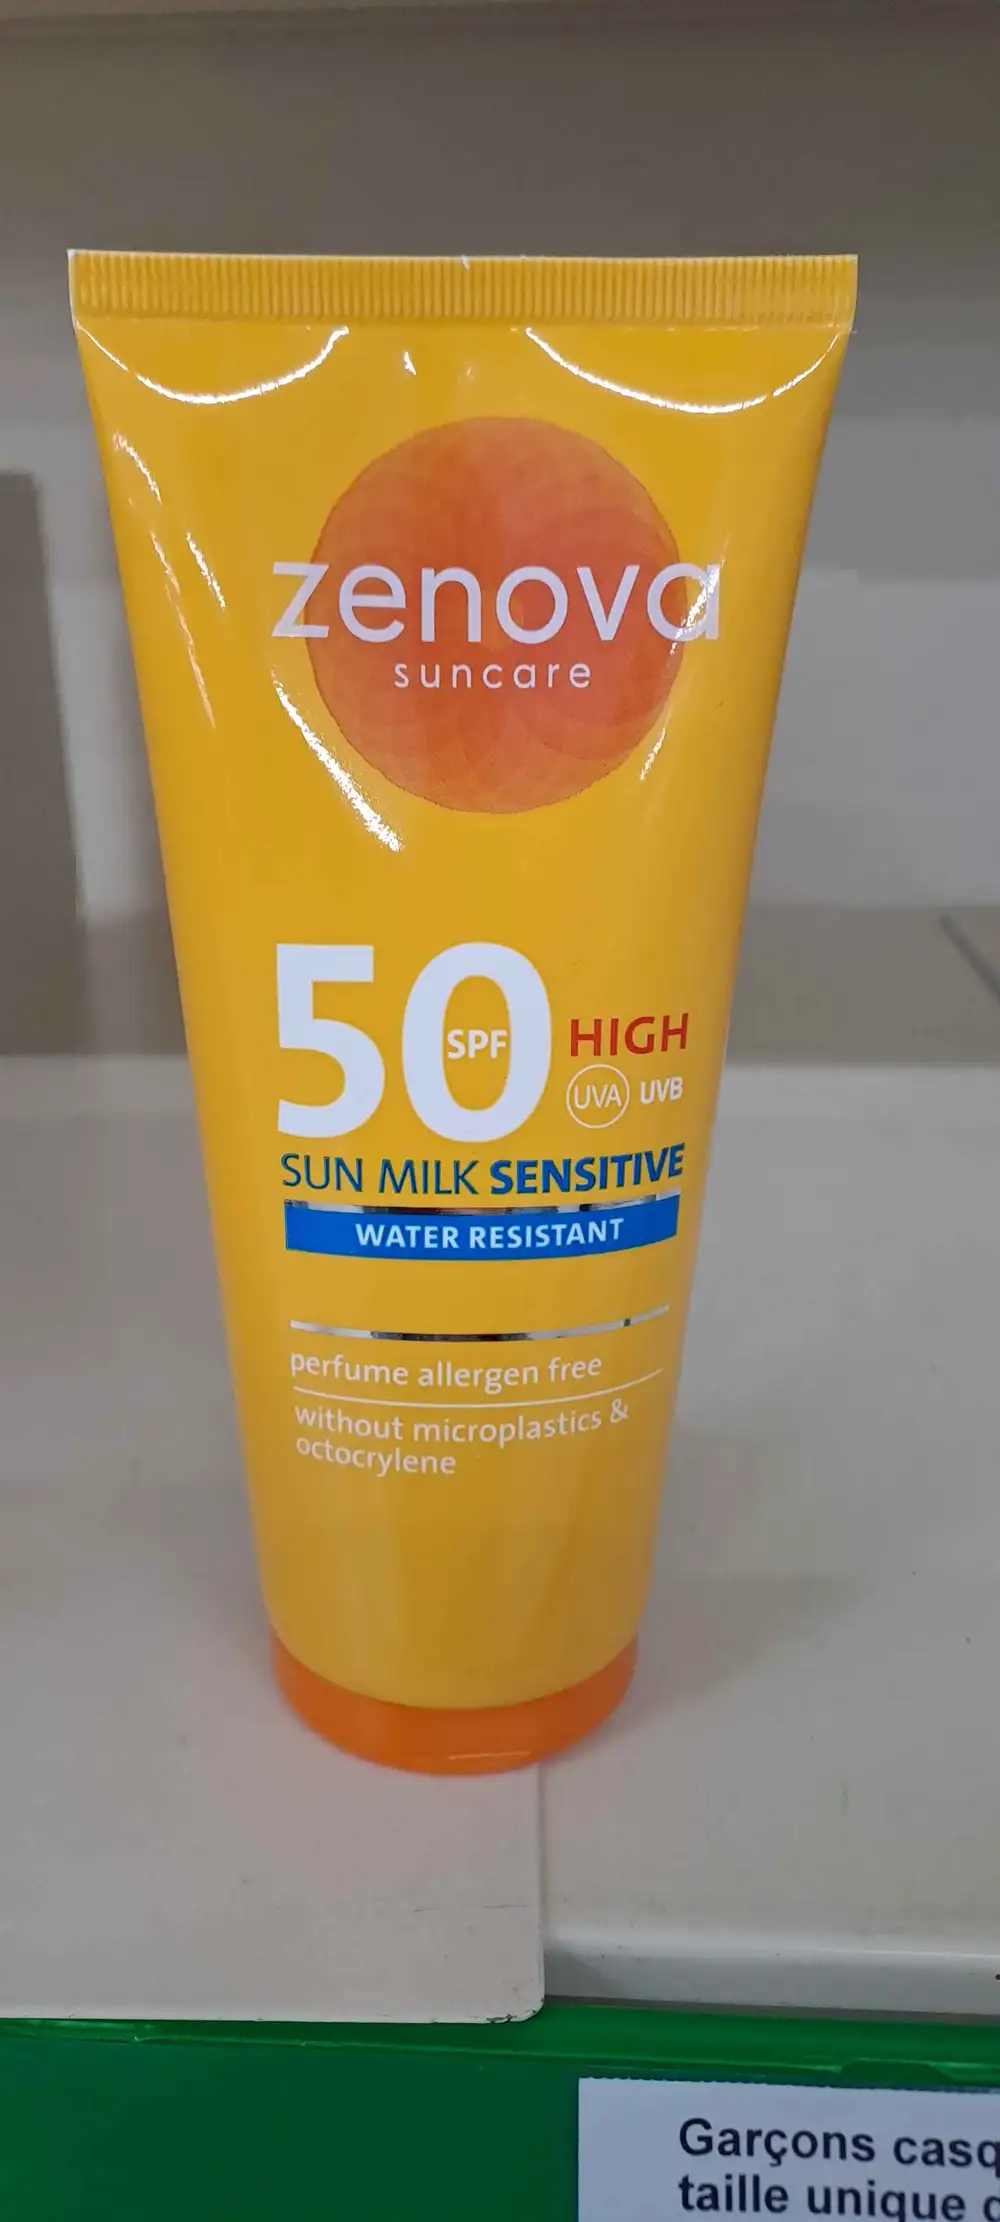 zenova
suncare
50 SPF HIGH
UVA UVB
SUN MILK SENSITIVE
WATER RESISTANT
perfume allergen free
without microplastics &
octocrylene
Garçons
taille unique